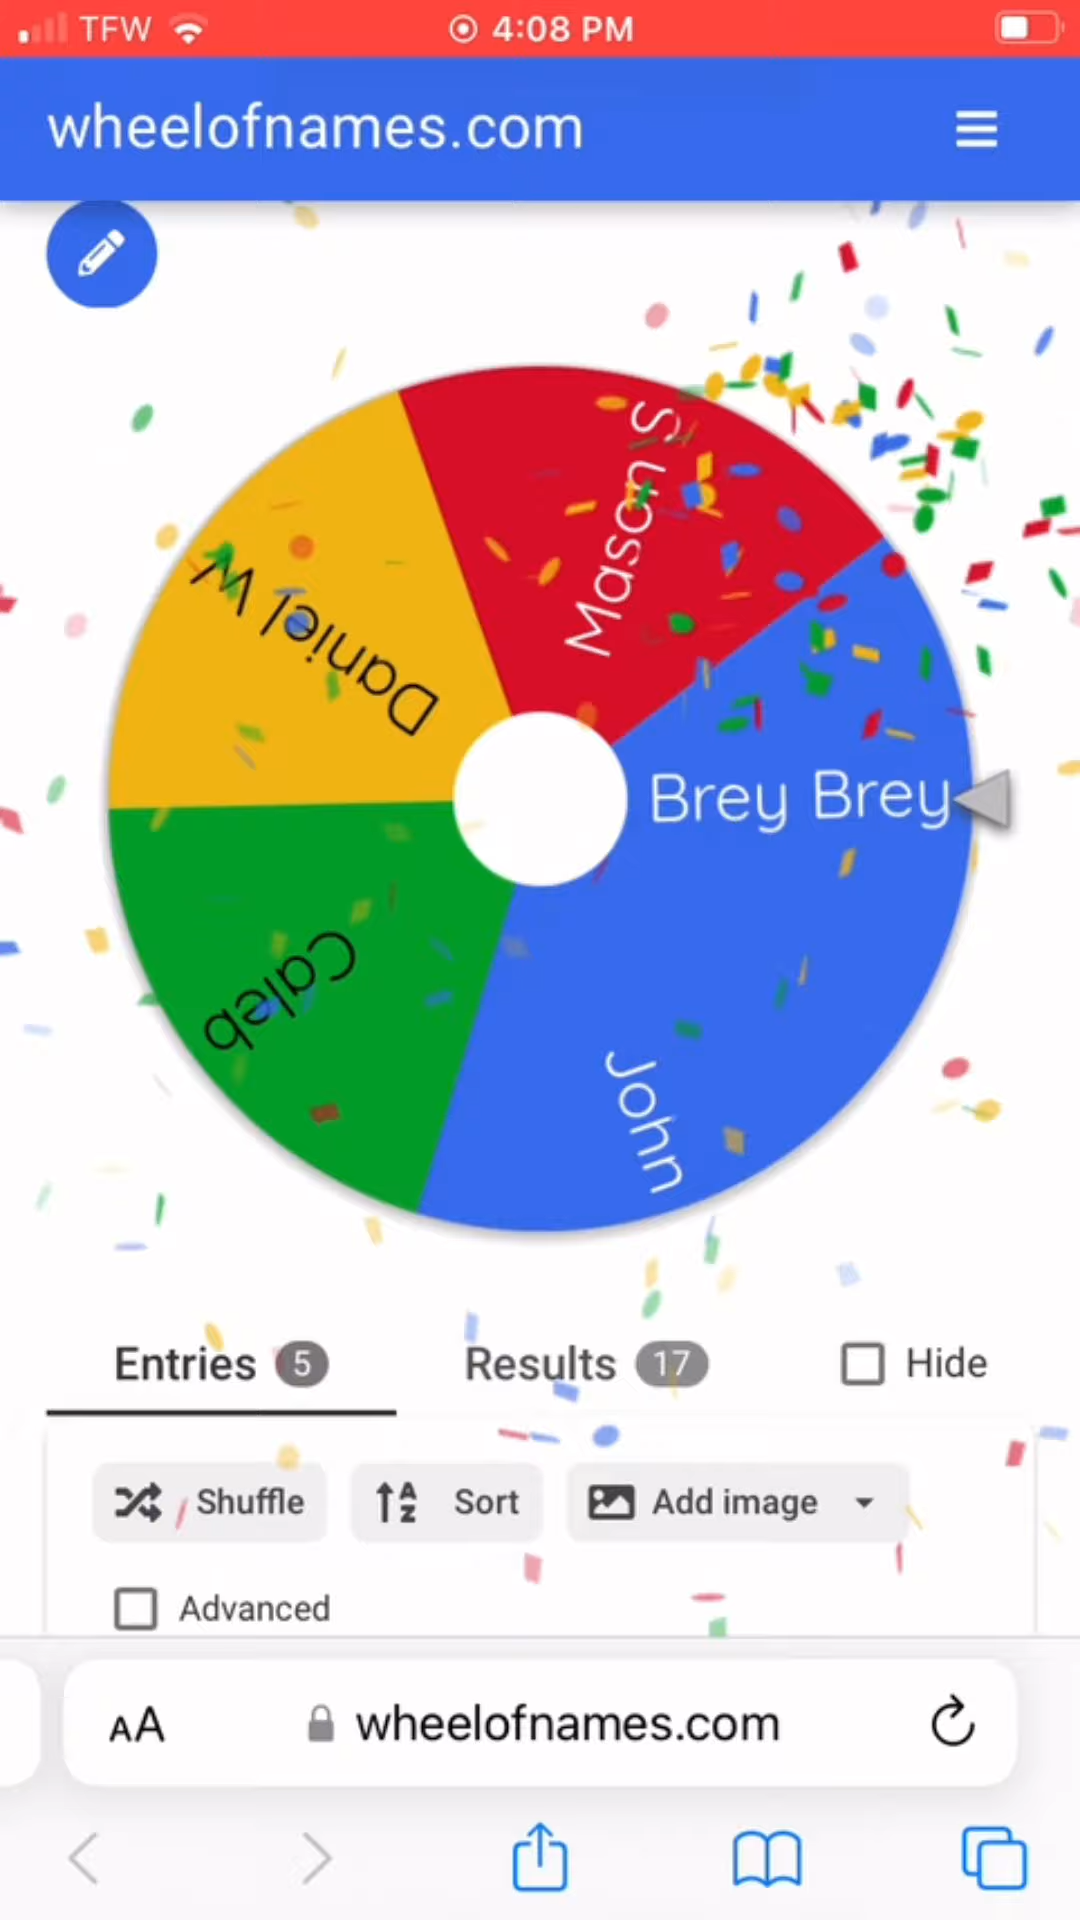 TFW 4:08 PM
wheelofnames.com
Mason S
Daniel W
Brey Brey
Caleb
John
Entries 5 Results 17 Hide
Shuffle Sort Add image
Advanced
AA wheelofnames.com